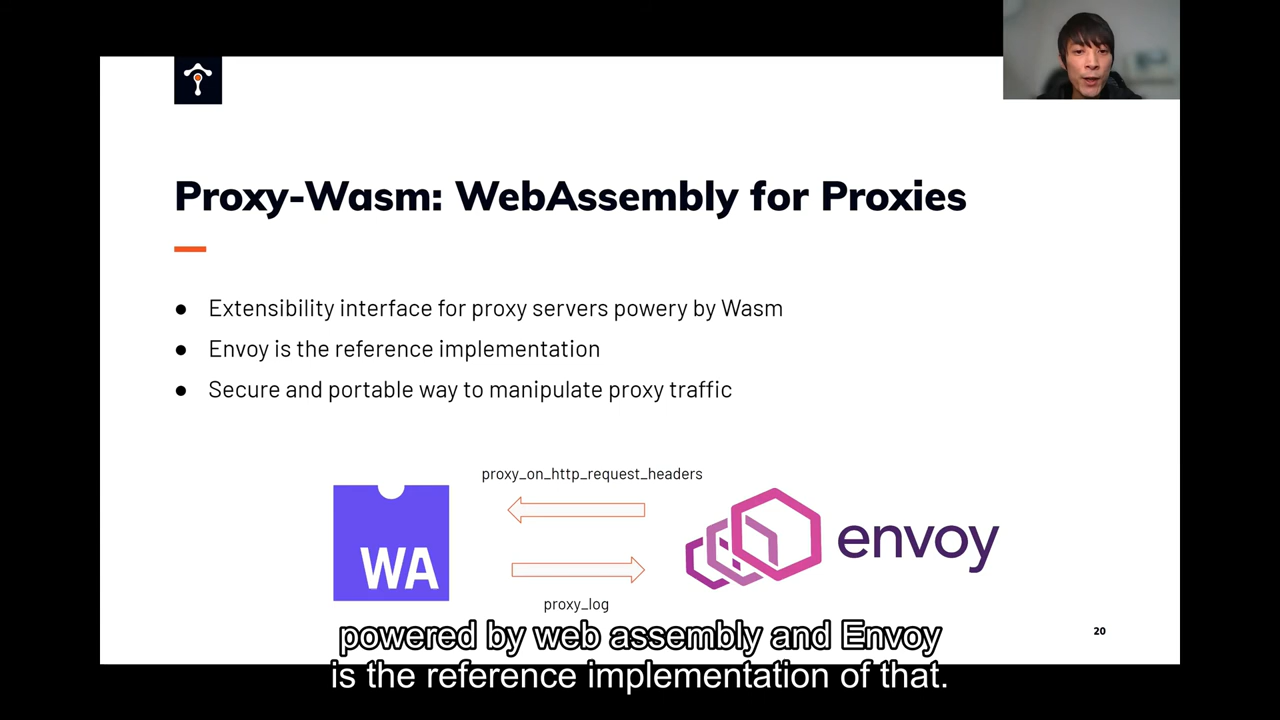 Proxy-Wasm: WebAssembly for Proxies
● Extensibility interface for proxy servers powery by Wasm
● Envoy is the reference implementation
● Secure and portable way to manipulate proxy traffic
proxy_on_http_request_headers
WA
envoy
proxy_log
powered by web assembly and Envoy
is the reference implementation of that.
20